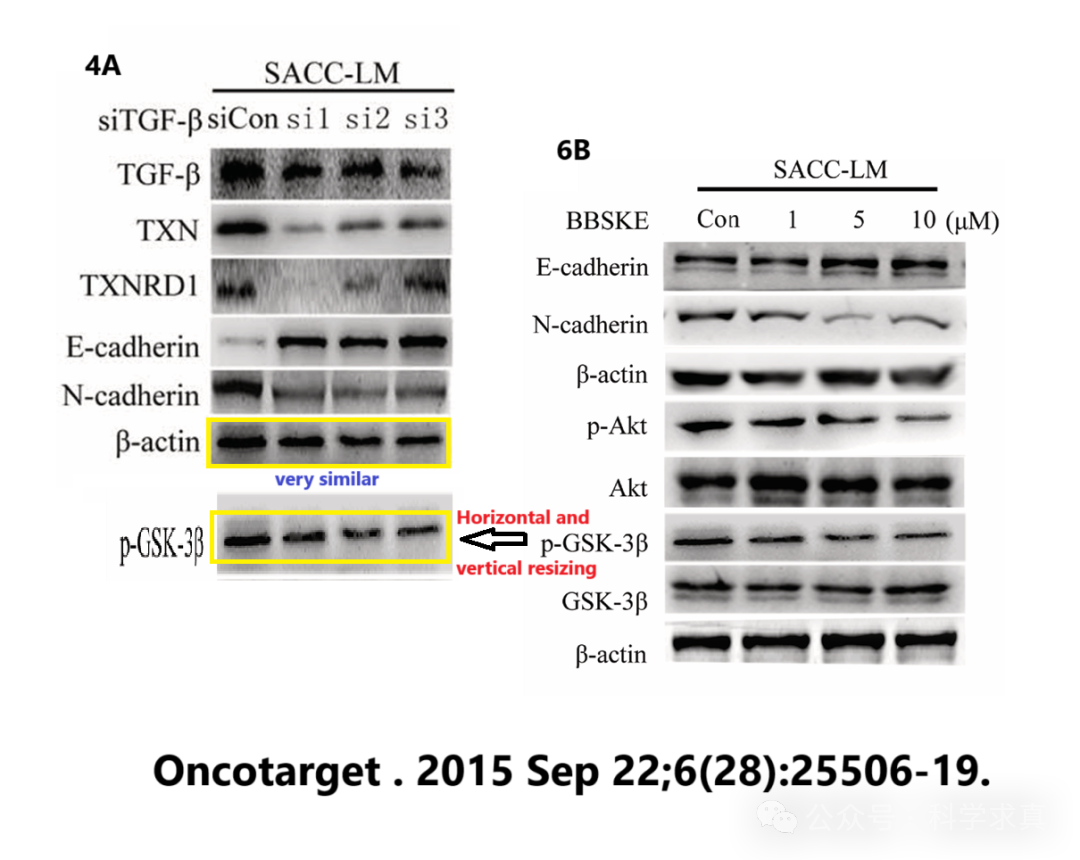 4A
SACC-LM
siTGF-β siCon si1 si2 si3
TGF-β
TXN
TXNRD1
E-cadherin
N-cadherin
β-actin
very similar
p-GSK-3β
Horizontal and
vertical resizing
6B
SACC-LM
BBSKE Con 1 5 10 (μM)
E-cadherin
N-cadherin
β-actin
p-Akt
Akt
p-GSK-3β
GSK-3β
β-actin
Oncotarget . 2015 Sep 22;6(28):25506-19.
公众号 · 科学求真